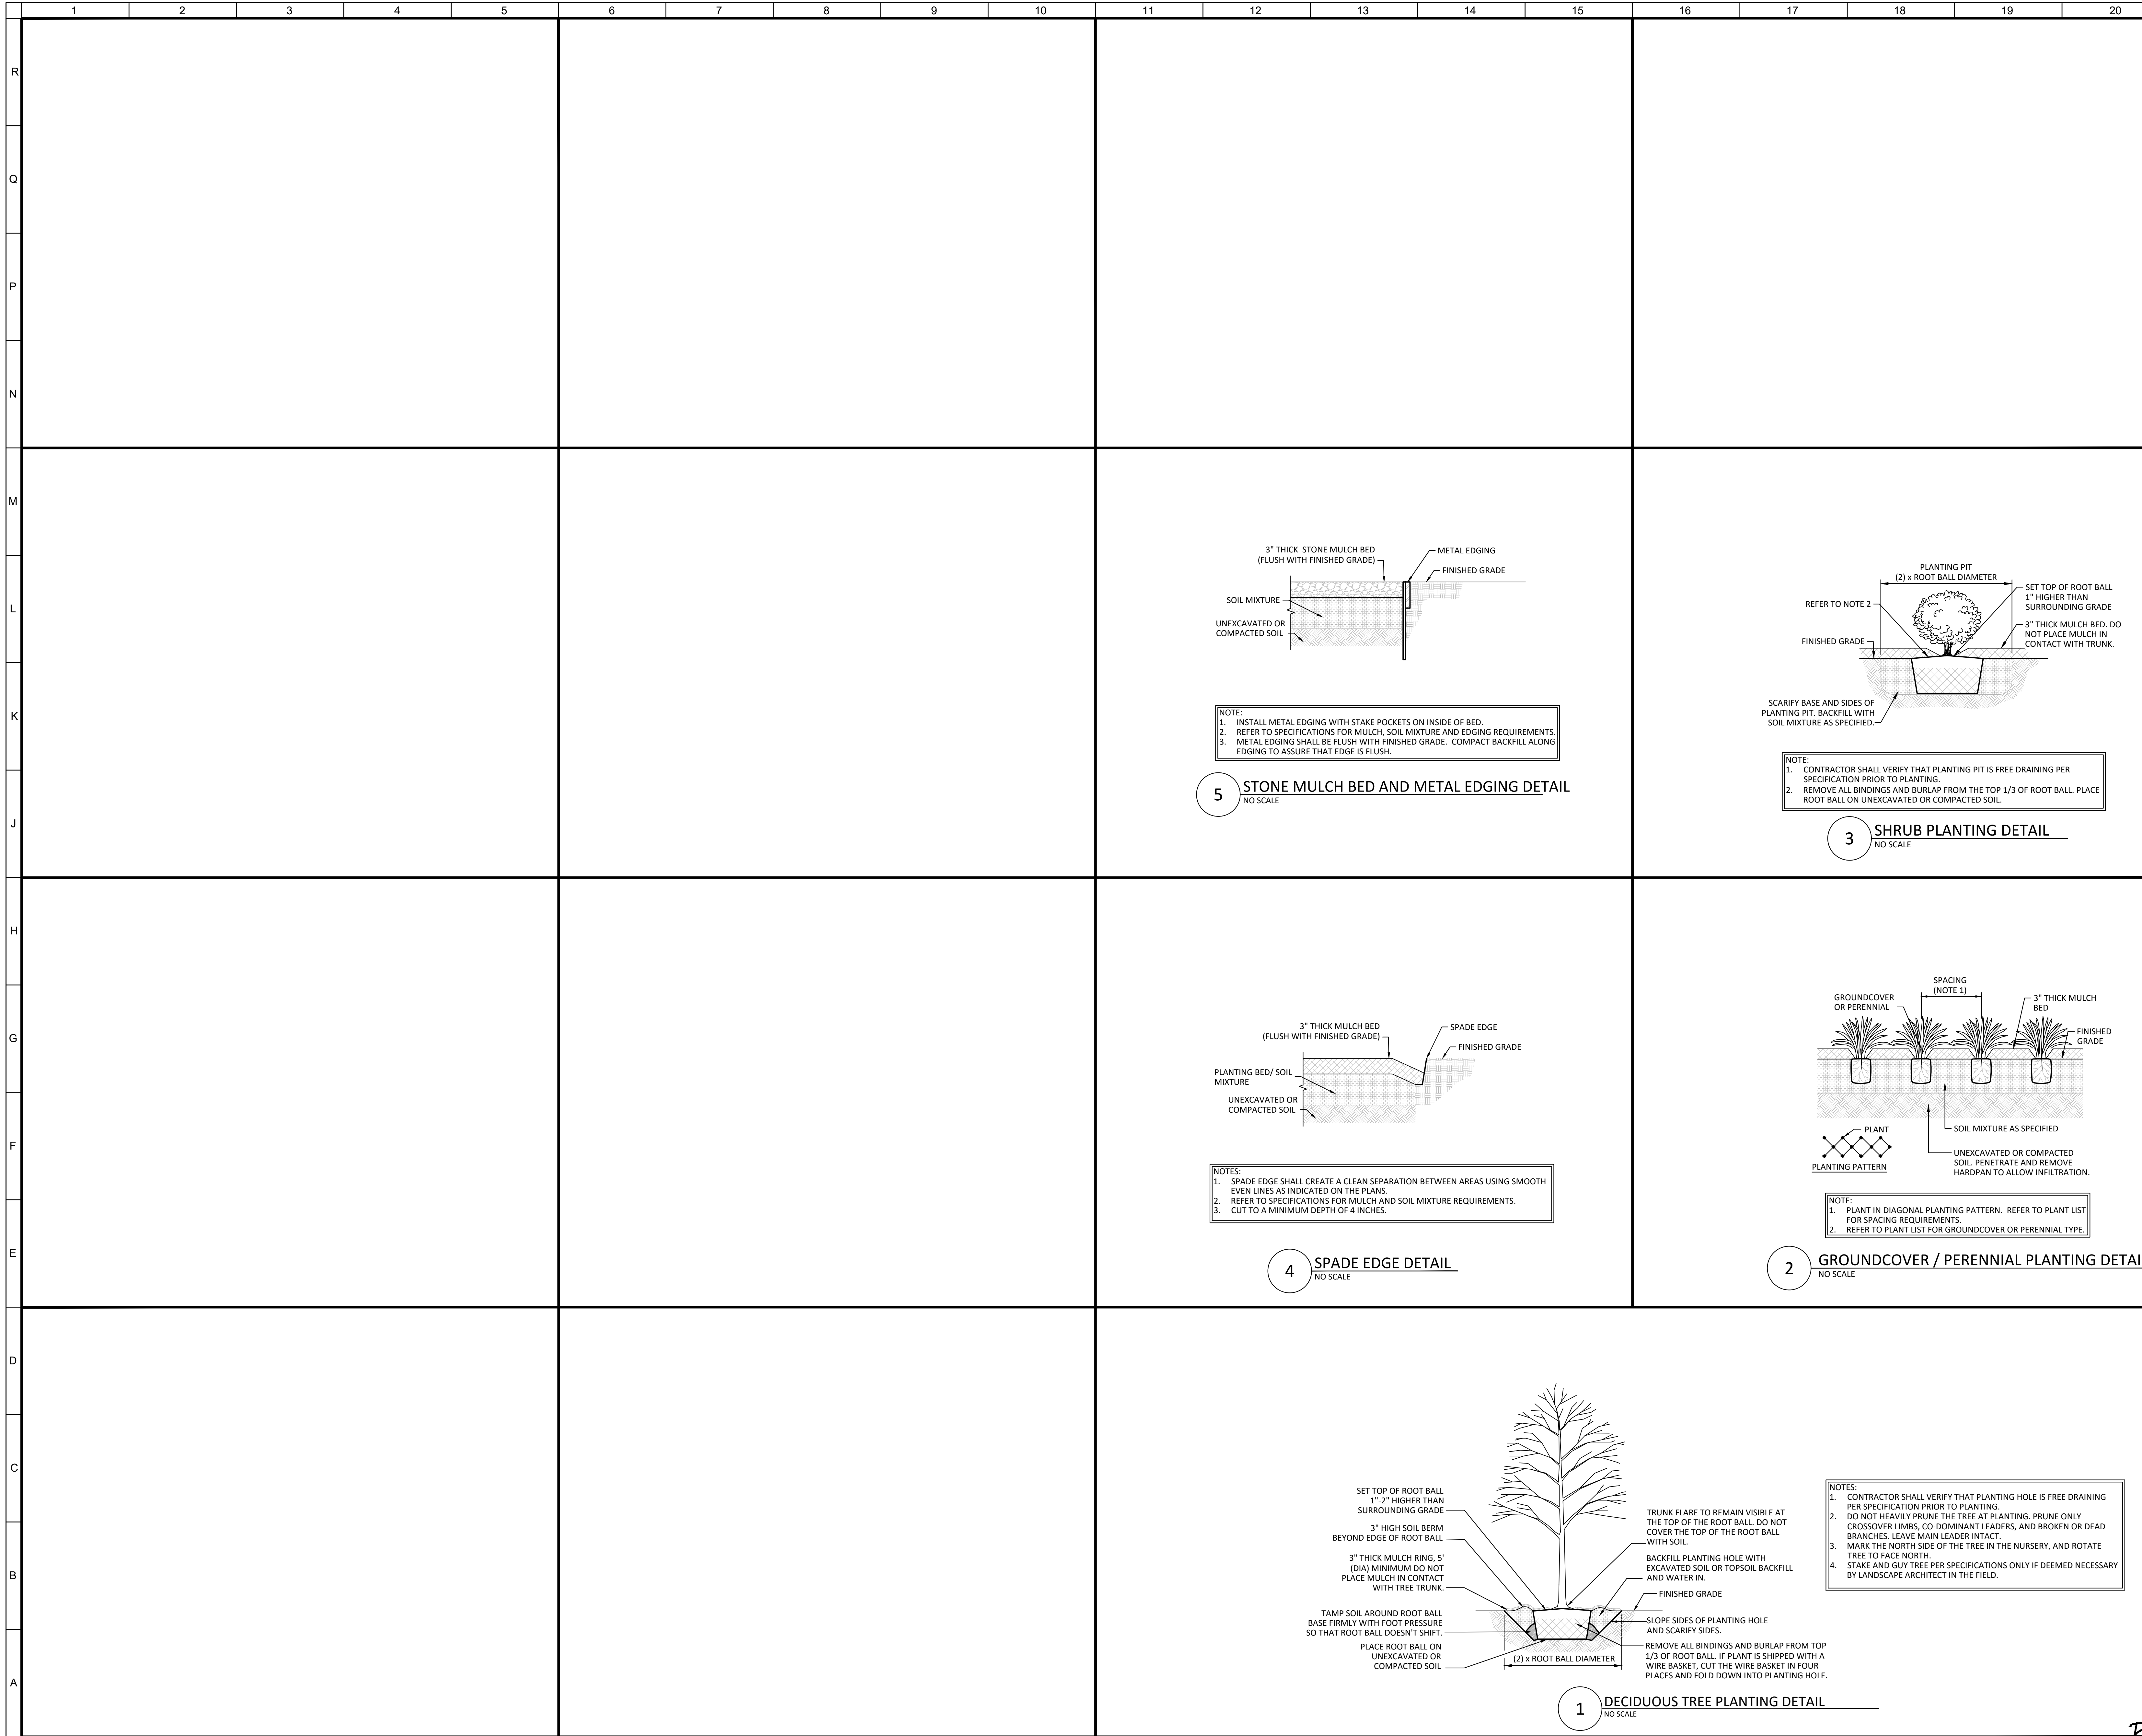 1 2 3 4 5 6 7 8 9 10 11 12 13 14 15 16 17 18 19 20
R
Q
P
N
M
L
K
J
H
G
F
E
D
C
B
A
3" THICK STONE MULCH BED
(FLUSH WITH FINISHED GRADE)
METAL EDGING
FINISHED GRADE
SOIL MIXTURE
UNEXCAVATED OR
COMPACTED SOIL
NOTE:
1. INSTALL METAL EDGING WITH STAKE POCKETS ON INSIDE OF BED.
2. REFER TO SPECIFICATIONS FOR MULCH, SOIL MIXTURE AND EDGING REQUIREMENTS.
3. METAL EDGING SHALL BE FLUSH WITH FINISHED GRADE. COMPACT BACKFILL ALONG
EDGING TO ASSURE THAT EDGE IS FLUSH.
5 STONE MULCH BED AND METAL EDGING DETAIL
NO SCALE
PLANTING PIT
(2) x ROOT BALL DIAMETER
REFER TO NOTE 2
FINISHED GRADE
SET TOP OF ROOT BALL
1" HIGHER THAN
SURROUNDING GRADE
3" THICK MULCH BED. DO
NOT PLACE MULCH IN
CONTACT WITH TRUNK.
SCARIFY BASE AND SIDES OF
PLANTING PIT. BACKFILL WITH
SOIL MIXTURE AS SPECIFIED.
NOTE:
1. CONTRACTOR SHALL VERIFY THAT PLANTING PIT IS FREE DRAINING PER
SPECIFICATION PRIOR TO PLANTING.
2. REMOVE ALL BINDINGS AND BURLAP FROM THE TOP 1/3 OF ROOT BALL. PLACE
ROOT BALL ON UNEXCAVATED OR COMPACTED SOIL.
3 SHRUB PLANTING DETAIL
NO SCALE
3" THICK MULCH BED
(FLUSH WITH FINISHED GRADE)
SPADE EDGE
FINISHED GRADE
PLANTING BED/ SOIL
MIXTURE
UNEXCAVATED OR
COMPACTED SOIL
NOTES:
1. SPADE EDGE SHALL CREATE A CLEAN SEPARATION BETWEEN AREAS USING SMOOTH
EVEN LINES AS INDICATED ON THE PLANS.
2. REFER TO SPECIFICATIONS FOR MULCH AND SOIL MIXTURE REQUIREMENTS.
3. CUT TO A MINIMUM DEPTH OF 4 INCHES.
4 SPADE EDGE DETAIL
NO SCALE
SPACING
(NOTE 1)
GROUNDCOVER
OR PERENNIAL
3" THICK MULCH
BED
FINISHED
GRADE
PLANT
PLANTING PATTERN
SOIL MIXTURE AS SPECIFIED
UNEXCAVATED OR COMPACTED
SOIL. PENETRATE AND REMOVE
HARDPAN TO ALLOW INFILTRATION.
NOTE:
1. PLANT IN DIAGONAL PLANTING PATTERN. REFER TO PLANT LIST
FOR SPACING REQUIREMENTS.
2. REFER TO PLANT LIST FOR GROUNDCOVER OR PERENNIAL TYPE.
2 GROUNDCOVER / PERENNIAL PLANTING DETAI
NO SCALE
SET TOP OF ROOT BALL
1"-2" HIGHER THAN
SURROUNDING GRADE
3" HIGH SOIL BERM
BEYOND EDGE OF ROOT BALL
3" THICK MULCH RING, 5'
(DIA) MINIMUM DO NOT
PLACE MULCH IN CONTACT
WITH TREE TRUNK.
TAMP SOIL AROUND ROOT BALL
BASE FIRMLY WITH FOOT PRESSURE
SO THAT ROOT BALL DOESN'T SHIFT.
PLACE ROOT BALL ON
UNEXCAVATED OR
COMPACTED SOIL
(2) x ROOT BALL DIAMETER
TRUNK FLARE TO REMAIN VISIBLE AT
THE TOP OF THE ROOT BALL. DO NOT
COVER THE TOP OF THE ROOT BALL
WITH SOIL.
BACKFILL PLANTING HOLE WITH
EXCAVATED SOIL OR TOPSOIL BACKFILL
AND WATER IN.
FINISHED GRADE
SLOPE SIDES OF PLANTING HOLE
AND SCARIFY SIDES.
REMOVE ALL BINDINGS AND BURLAP FROM TOP
1/3 OF ROOT BALL. IF PLANT IS SHIPPED WITH A
WIRE BASKET, CUT THE WIRE BASKET IN FOUR
PLACES AND FOLD DOWN INTO PLANTING HOLE.
NOTES:
1. CONTRACTOR SHALL VERIFY THAT PLANTING HOLE IS FREE DRAINING
PER SPECIFICATION PRIOR TO PLANTING.
2. DO NOT HEAVILY PRUNE THE TREE AT PLANTING. PRUNE ONLY
CROSSOVER LIMBS, CO-DOMINANT LEADERS, AND BROKEN OR DEAD
BRANCHES. LEAVE MAIN LEADER INTACT.
3. MARK THE NORTH SIDE OF THE TREE IN THE NURSERY, AND ROTATE
TREE TO FACE NORTH.
4. STAKE AND GUY TREE PER SPECIFICATIONS ONLY IF DEEMED NECESSARY
BY LANDSCAPE ARCHITECT IN THE FIELD.
1 DECIDUOUS TREE PLANTING DETAIL
NO SCALE